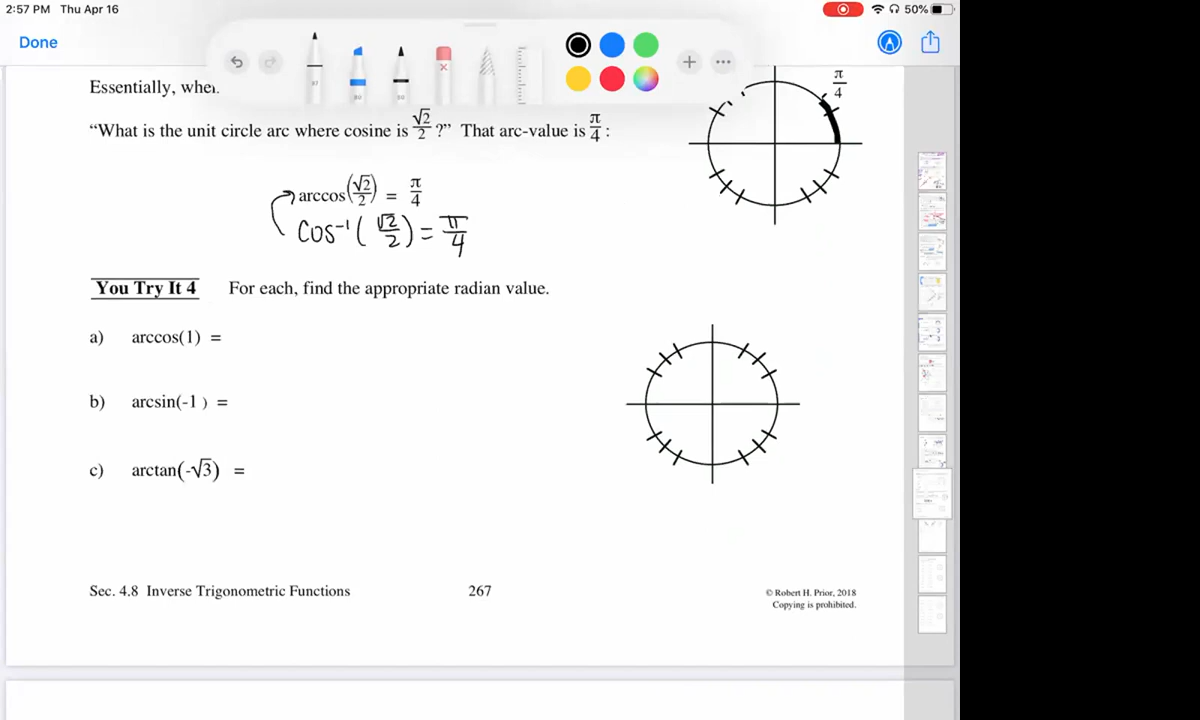 2:57 PM Thu Apr 16 50%
Done
Essentially, when
π/4
“What is the unit circle arc where cosine is √2/2 ?” That arc-value is π/4 :
arccos(√2/2) = π/4
cos⁻¹(√2/2) = π/4
You Try It 4 For each, find the appropriate radian value.
a) arccos(1) =
b) arcsin(-1 ) =
c) arctan(-√3) =
Sec. 4.8 Inverse Trigonometric Functions 267 © Robert H. Prior, 2018
Copying is prohibited.